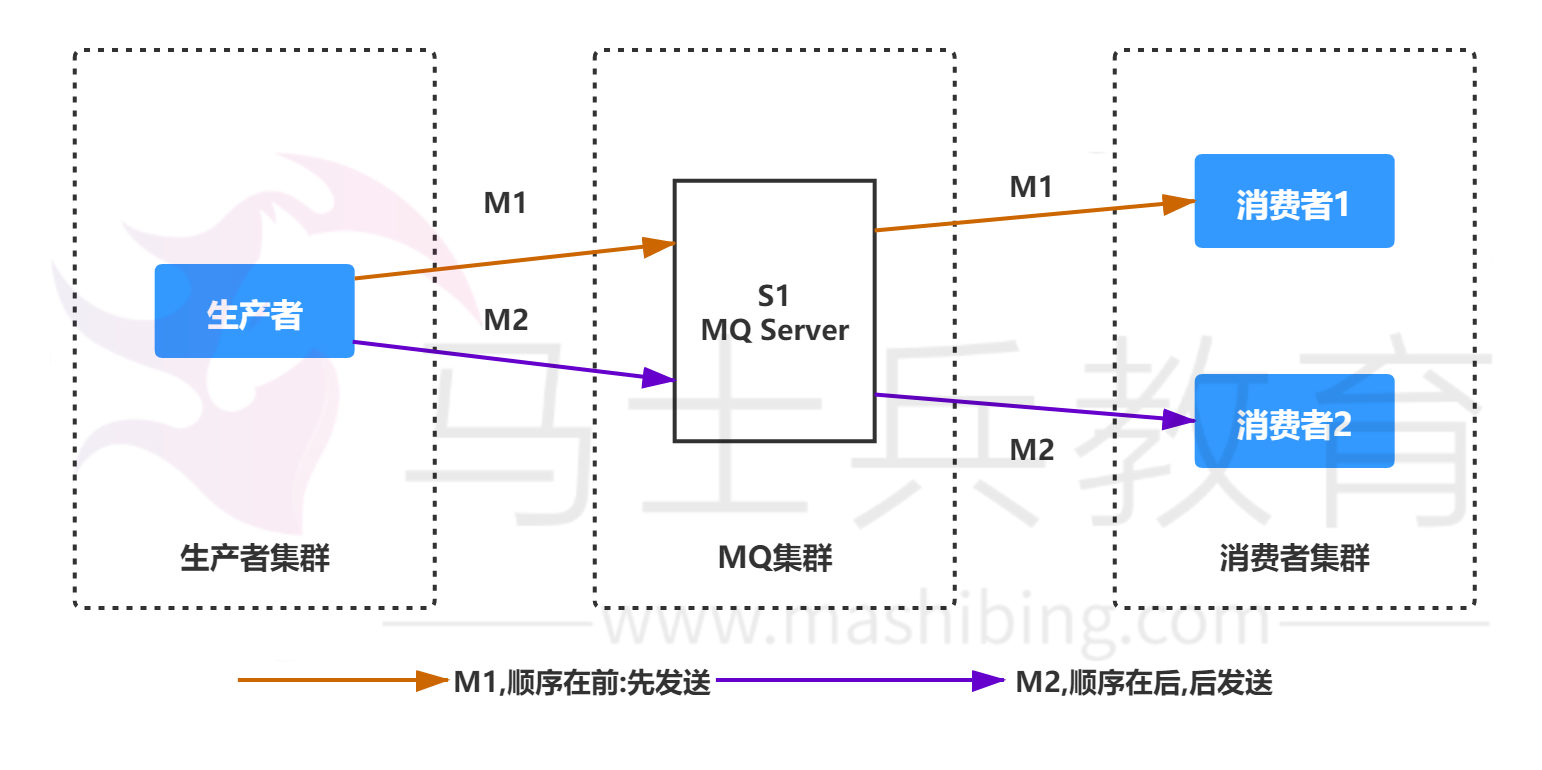 M1
M1
消费者1
生产者
S1
MQ Server
M2
消费者2
M2
马士兵教育
生产者集群
MQ集群
消费者集群
www.mashibing.com
M1,顺序在前:先发送
M2,顺序在后,后发送